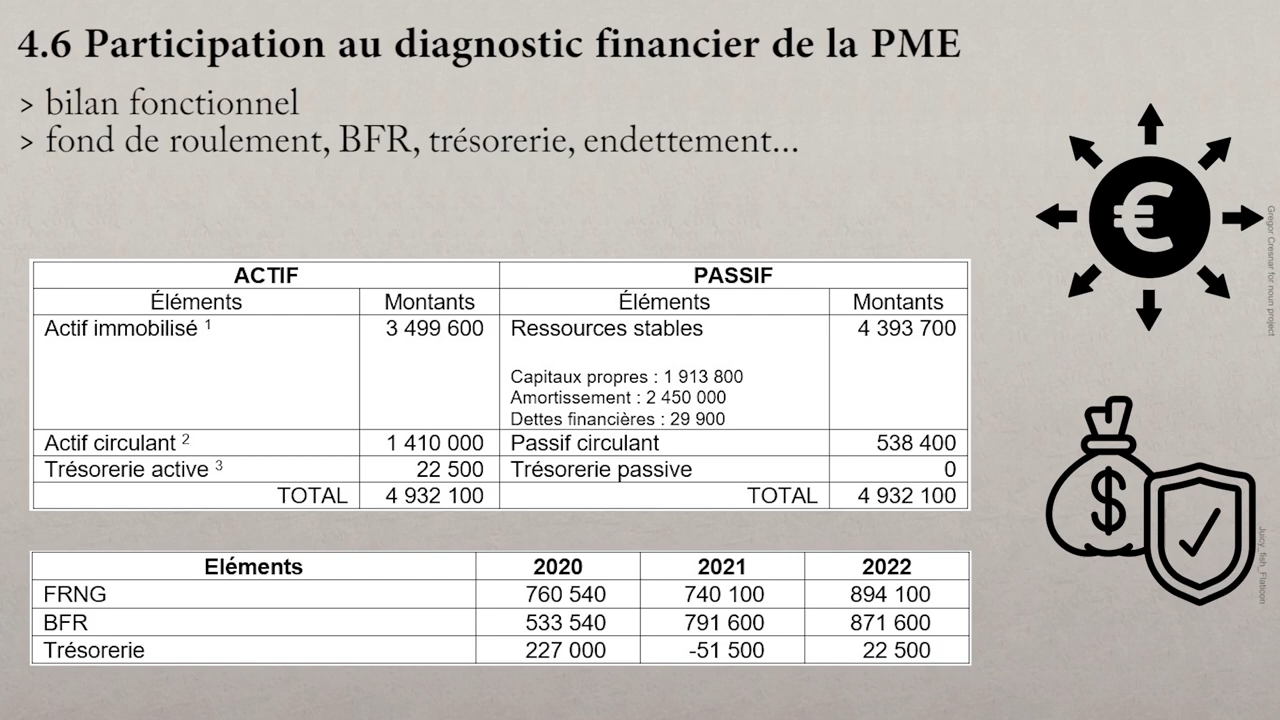 4.6 Participation au diagnostic financier de la PME
> bilan fonctionnel
> fond de roulement, BFR, trésorerie, endettement...
ACTIF PASSIF
Éléments Montants Éléments Montants
Actif immobilisé 1 3 499 600 Ressources stables 4 393 700
Capitaux propres : 1 913 800
Amortissement : 2 450 000
Dettes financières : 29 900
Actif circulant 2 1 410 000 Passif circulant 538 400
Trésorerie active 3 22 500 Trésorerie passive 0
TOTAL 4 932 100 TOTAL 4 932 100
Eléments 2020 2021 2022
FRNG 760 540 740 100 894 100
BFR 533 540 791 600 871 600
Trésorerie 227 000 -51 500 22 500
€
Gregor Cresnar for noun project
$
Juicy_fish_Flaticon